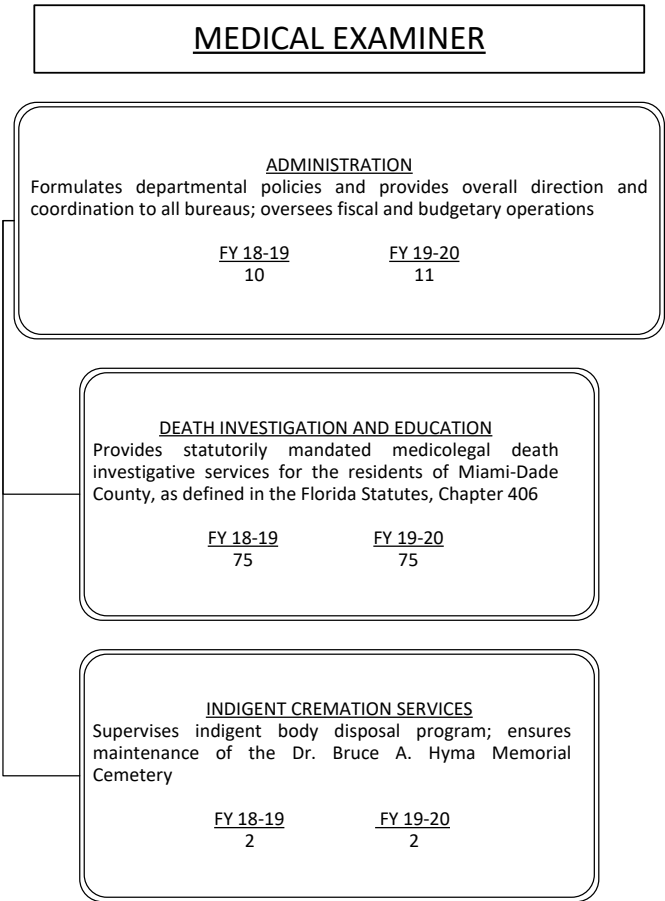 MEDICAL EXAMINER
ADMINISTRATION
Formulates departmental policies and provides overall direction and
coordination to all bureaus; oversees fiscal and budgetary operations
FY 18-19 FY 19-20
10 11
DEATH INVESTIGATION AND EDUCATION
Provides statutorily mandated medicolegal death
investigative services for the residents of Miami-Dade
County, as defined in the Florida Statutes, Chapter 406
FY 18-19 FY 19-20
75 75
INDIGENT CREMATION SERVICES
Supervises indigent body disposal program; ensures
maintenance of the Dr. Bruce A. Hyma Memorial
Cemetery
FY 18-19 FY 19-20
2 2